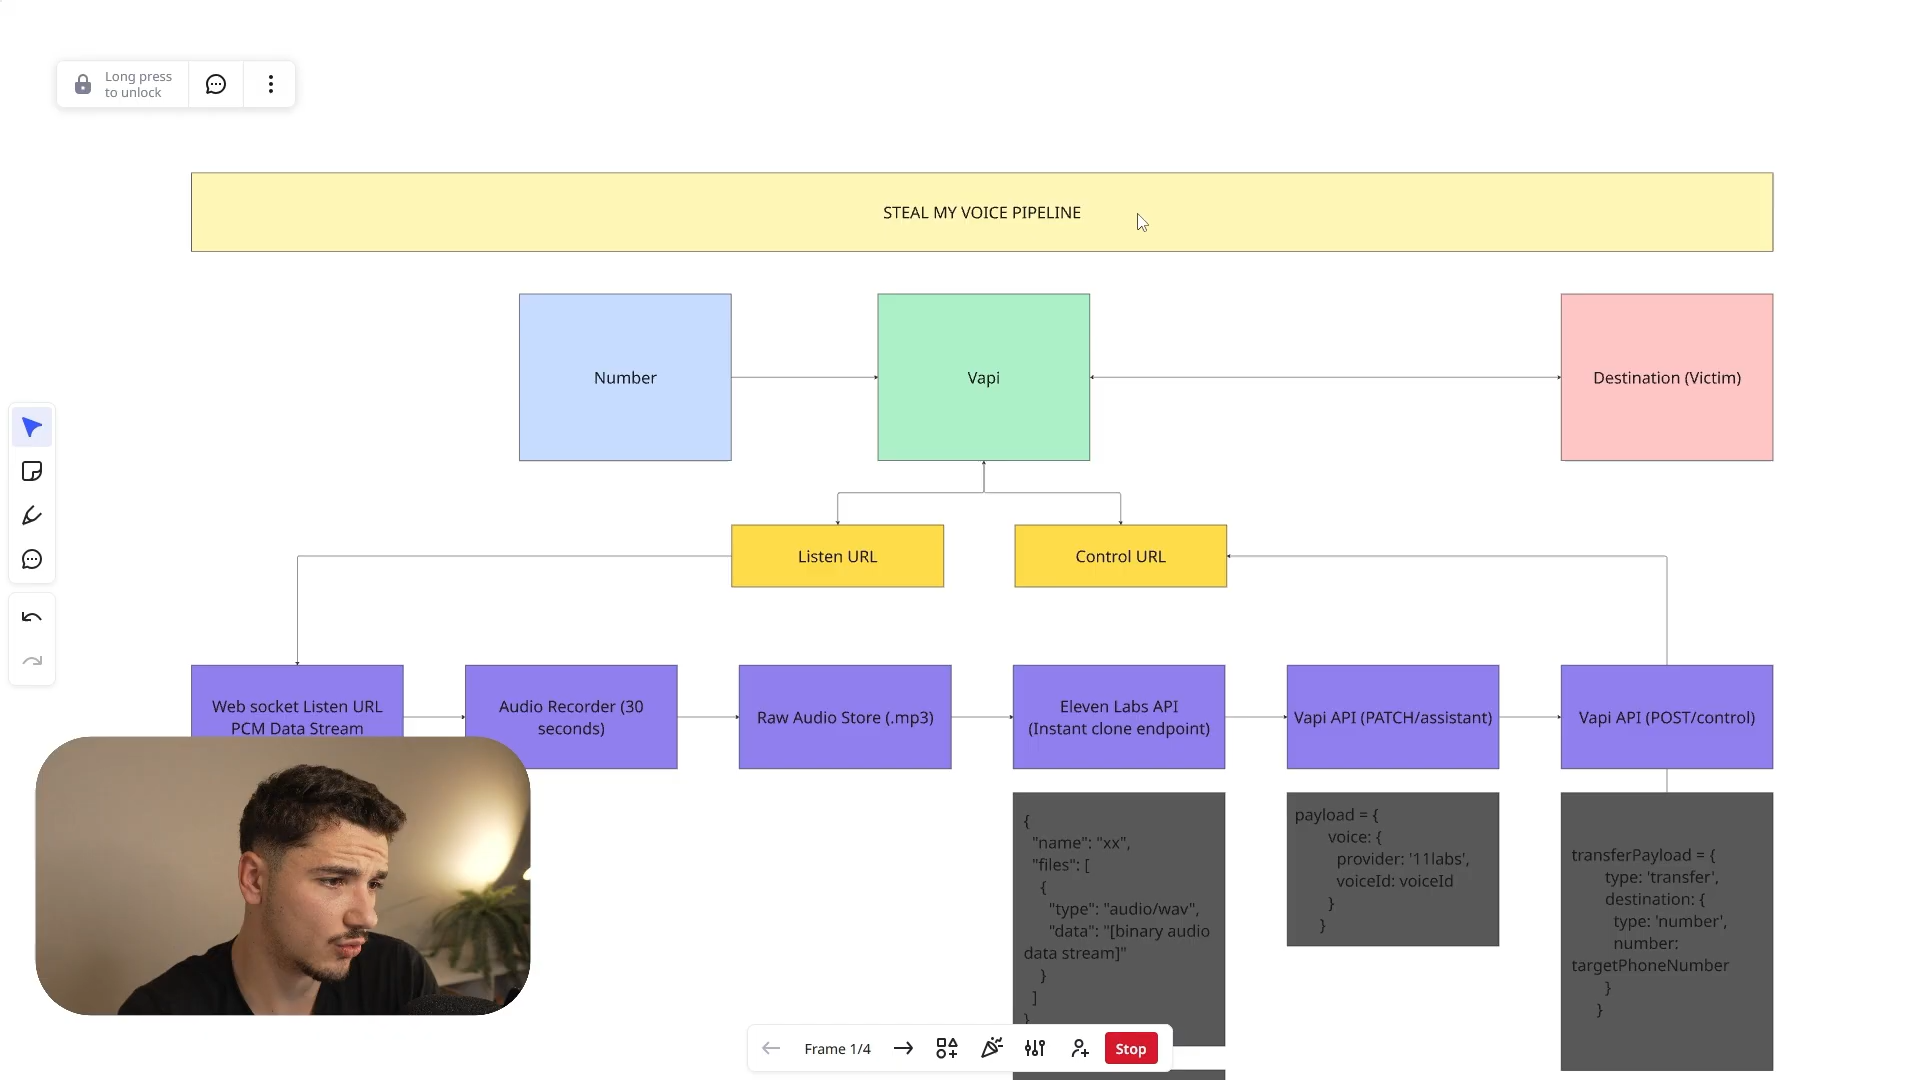 Long press
to unlock
STEAL MY VOICE PIPELINE
Number
Vapi
Destination (Victim)
Listen URL
Control URL
Web socket Listen URL
PCM Data Stream
Audio Recorder (30
seconds)
Raw Audio Store (.mp3)
Eleven Labs API
(Instant clone endpoint)
Vapi API (PATCH/assistant)
Vapi API (POST/control)
{
"name": "xx",
"files": [
{
"type": "audio/wav",
"data": "[binary audio
data stream]"
}
]
}
payload = {
voice: {
provider: '11labs',
voiceId: voiceId
}
}
transferPayload = {
type: 'transfer',
destination: {
type: 'number',
number:
targetPhoneNumber
}
}
Frame 1/4
Stop